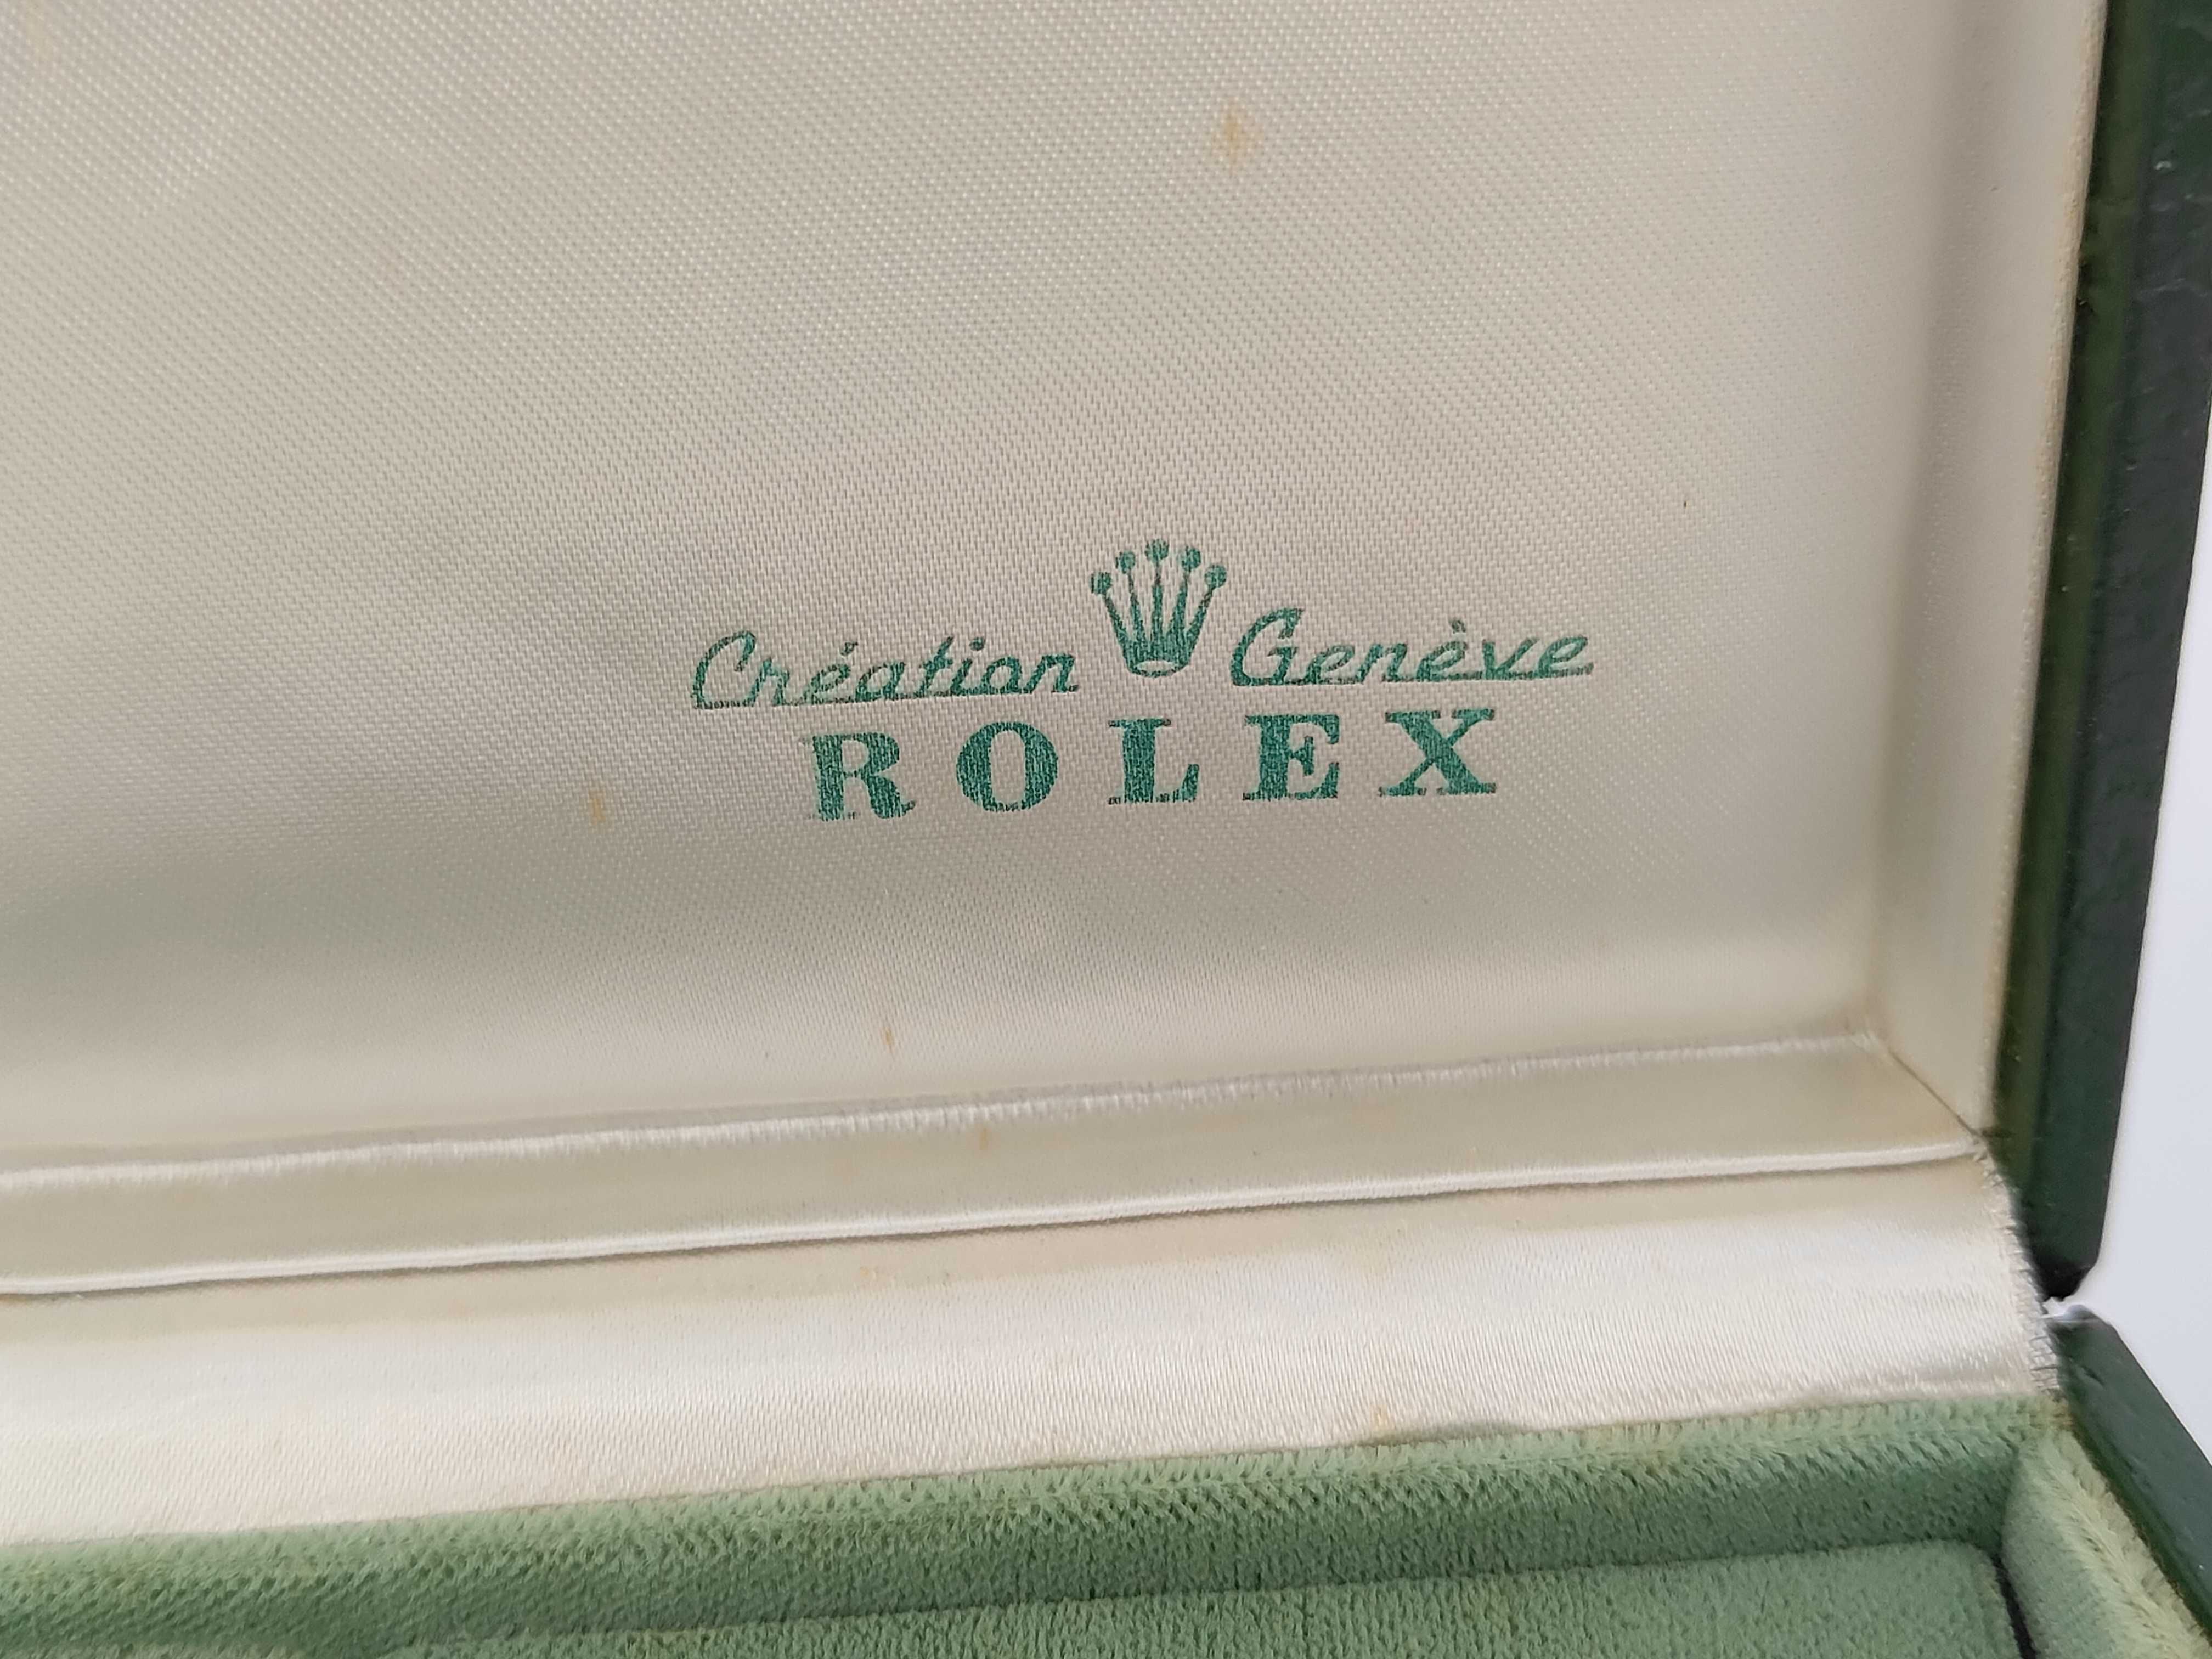 Création Genève
ROLEX